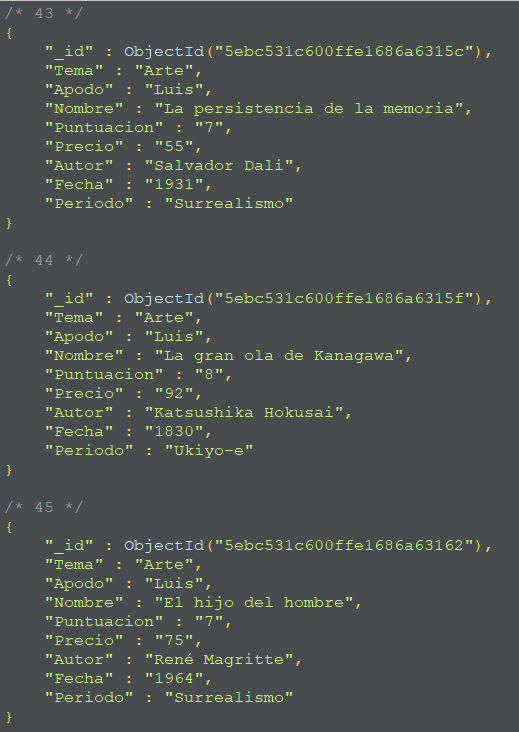 /* 43 */
{
"_id" : ObjectId("5ebc531c600ffe1686a6315c"),
"Tema" : "Arte",
"Apodo" : "Luis",
"Nombre" : "La persistencia de la memoria",
"Puntuacion" : "7",
"Precio" : "55",
"Autor" : "Salvador Dali",
"Fecha" : "1931",
"Periodo" : "Surrealismo"
}
/* 44 */
{
"_id" : ObjectId("5ebc531c600ffe1686a6315f"),
"Tema" : "Arte",
"Apodo" : "Luis",
"Nombre" : "La gran ola de Kanagawa",
"Puntuacion" : "8",
"Precio" : "92",
"Autor" : "Katsushika Hokusai",
"Fecha" : "1830",
"Periodo" : "Ukiyo-e"
}
/* 45 */
{
"_id" : ObjectId("5ebc531c600ffe1686a63162"),
"Tema" : "Arte",
"Apodo" : "Luis",
"Nombre" : "El hijo del hombre",
"Puntuacion" : "7",
"Precio" : "75",
"Autor" : "René Magritte",
"Fecha" : "1964",
"Periodo" : "Surrealismo"
}